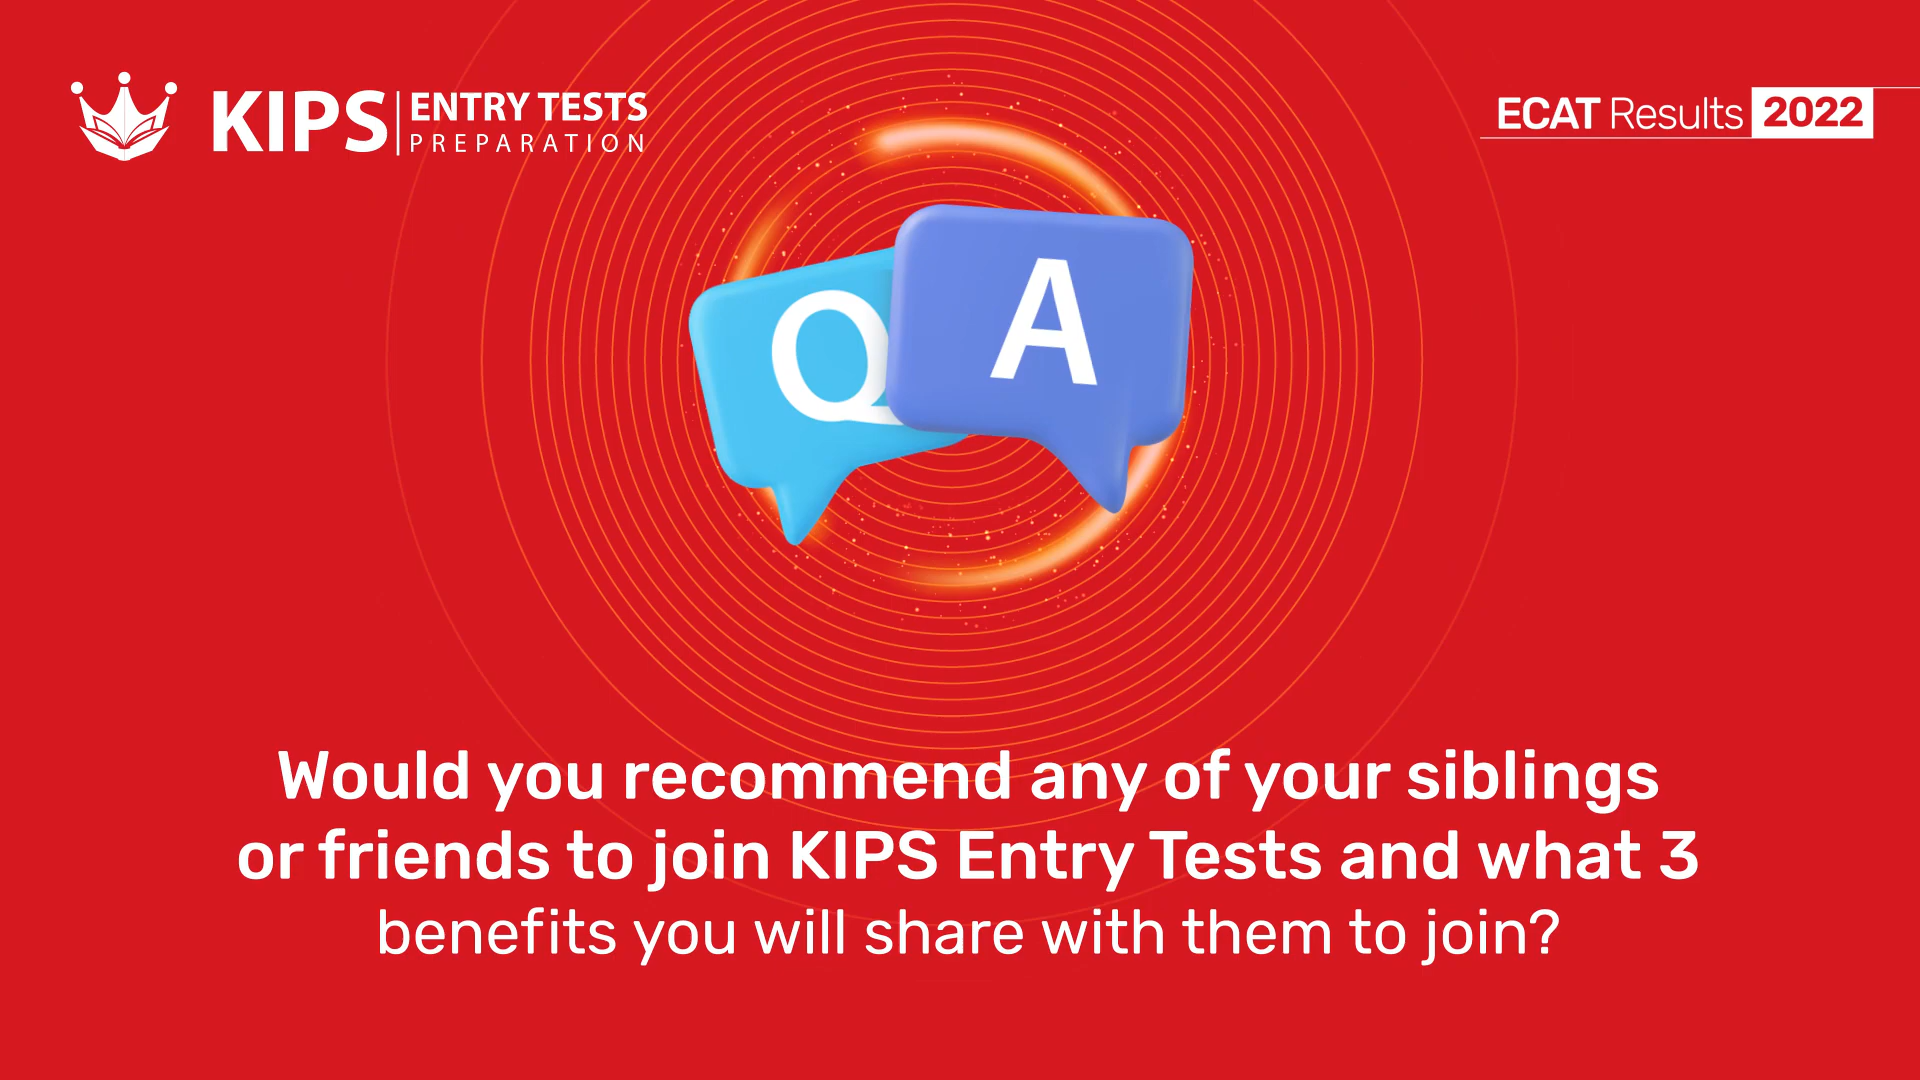 KIPS ENTRY TESTS
PREPARATION
ECAT Results 2022
Q A
Would you recommend any of your siblings
or friends to join KIPS Entry Tests and what 3
benefits you will share with them to join?